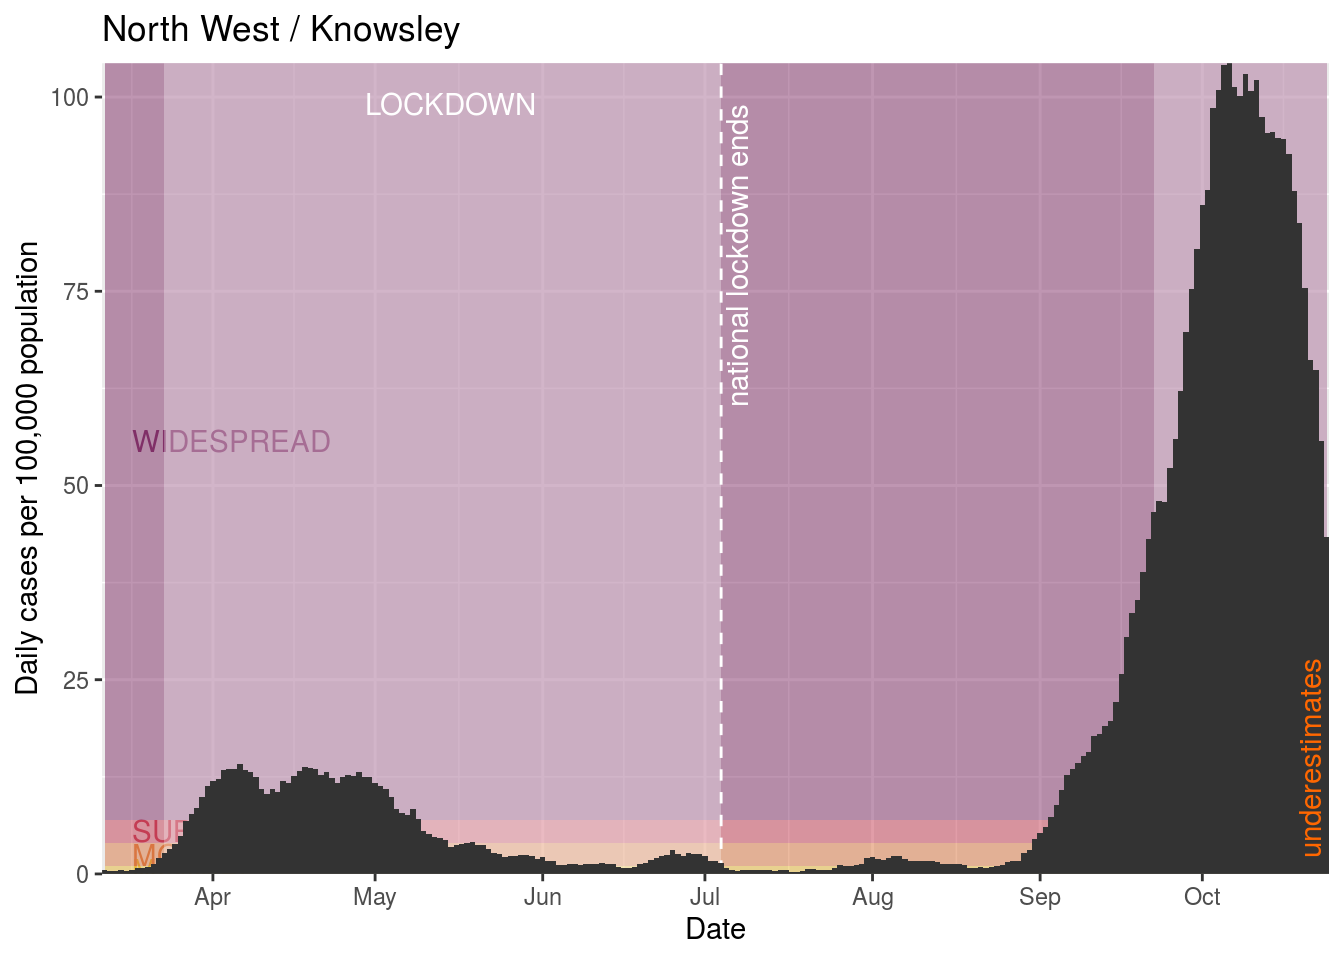 North West / Knowsley
Daily cases per 100,000 population
100
75
50
25
0
LOCKDOWN
national lockdown ends
WIDESPREAD
underestimates
Apr
May
Jun
Jul
Aug
Sep
Oct
Date